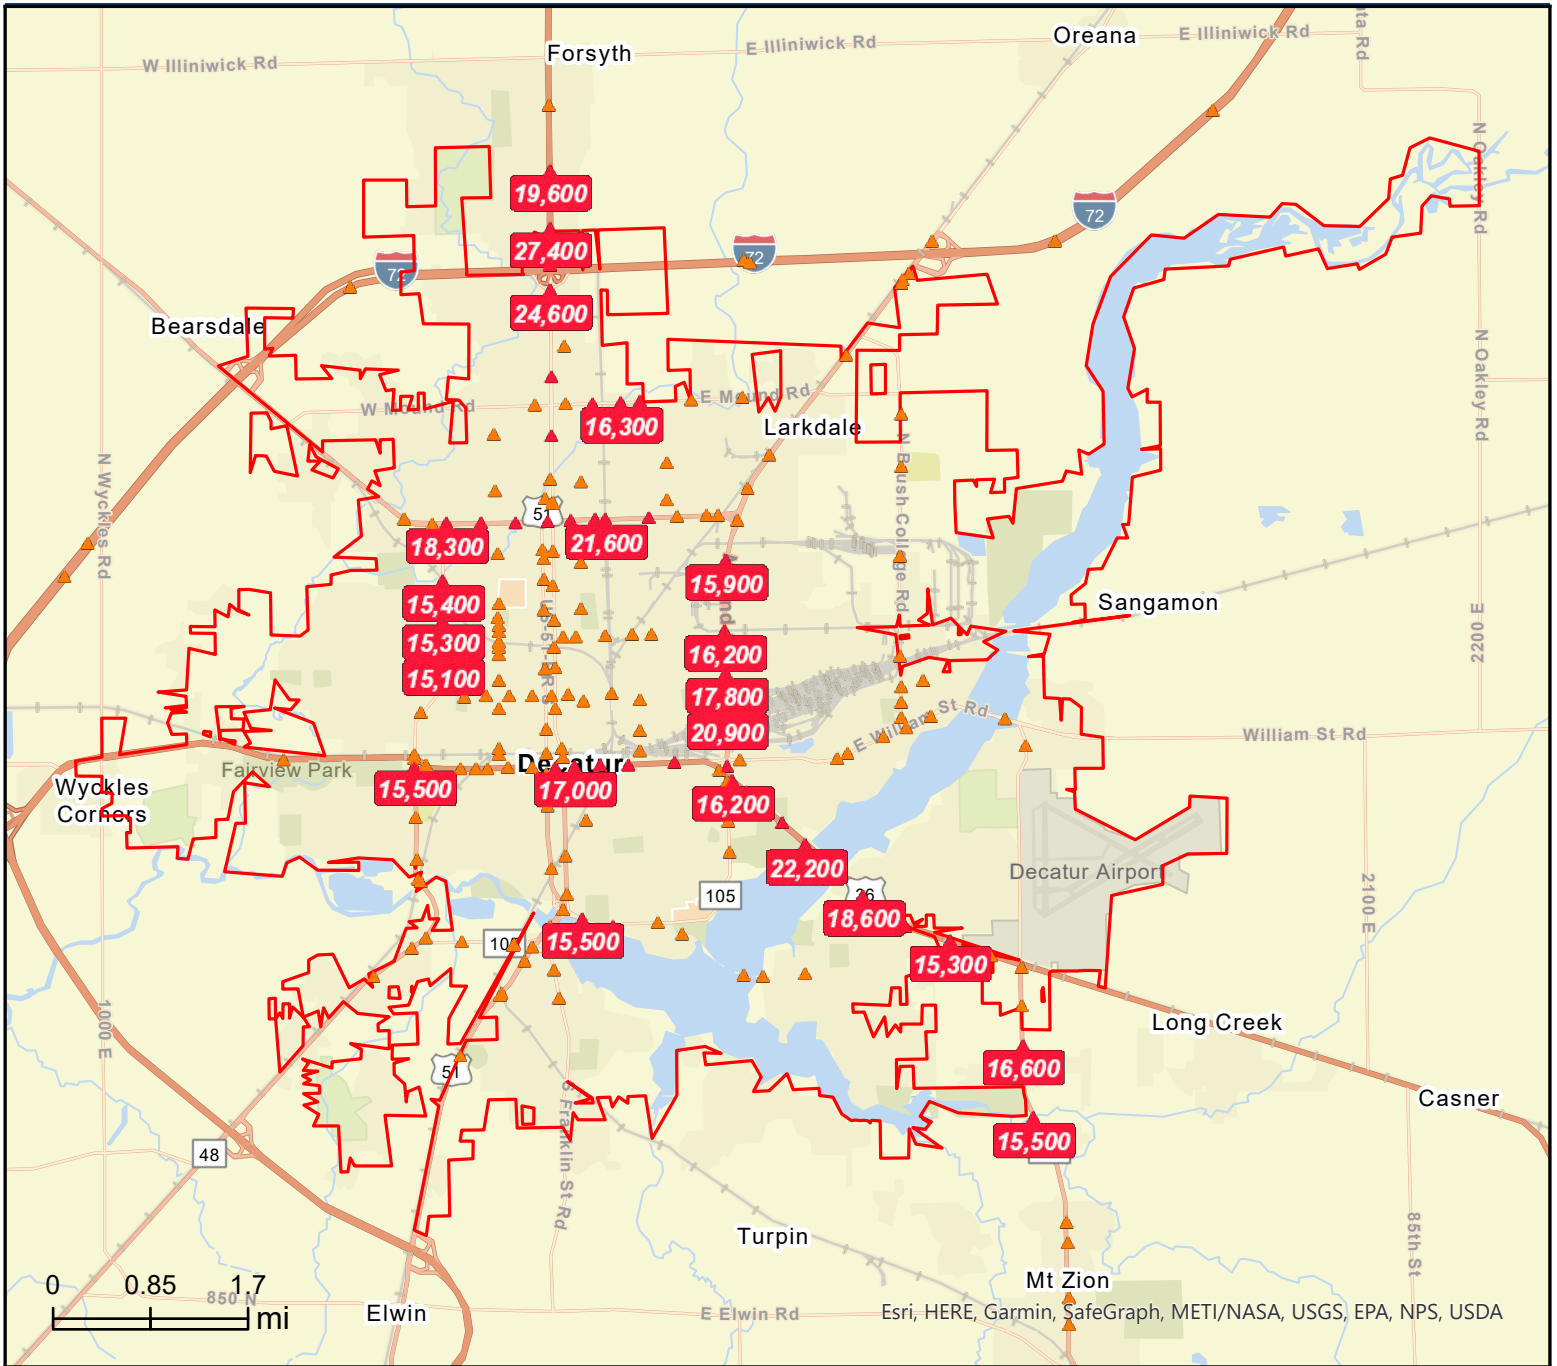 Oreana
E Illiniwick Rd
E Illiniwick Rd
Forsyth
W Illiniwick Rd
19,600
N Oakley Rd
72
27,400
72
72
24,600
Bearsdale
N Oakley Rd
E Mound Rd
W Mound Rd
16,300
Larkdale
N Brush College Rd
N Wyckles Rd
51
18,300
21,600
15,900
15,400
Sangamon
15,300
16,200
2200 E
15,100
17,800
20,900
E William St Rd
William St Rd
Decatur
Fairview Park
Wyckles
Corners
15,500
17,000
16,200
22,200
Decatur Airport
105
18,600
2100 E
15,500
15,300
1000 E
Long Creek
51
16,600
Casner
S Franklin St Rd
15,500
48
Turpin
85th St
Mt Zion
0 0.85 1.7
mi
850 N
Elwin
E Elwin Rd
Esri, HERE, Garmin, SafeGraph, METI/NASA, USGS, EPA, NPS, USDA